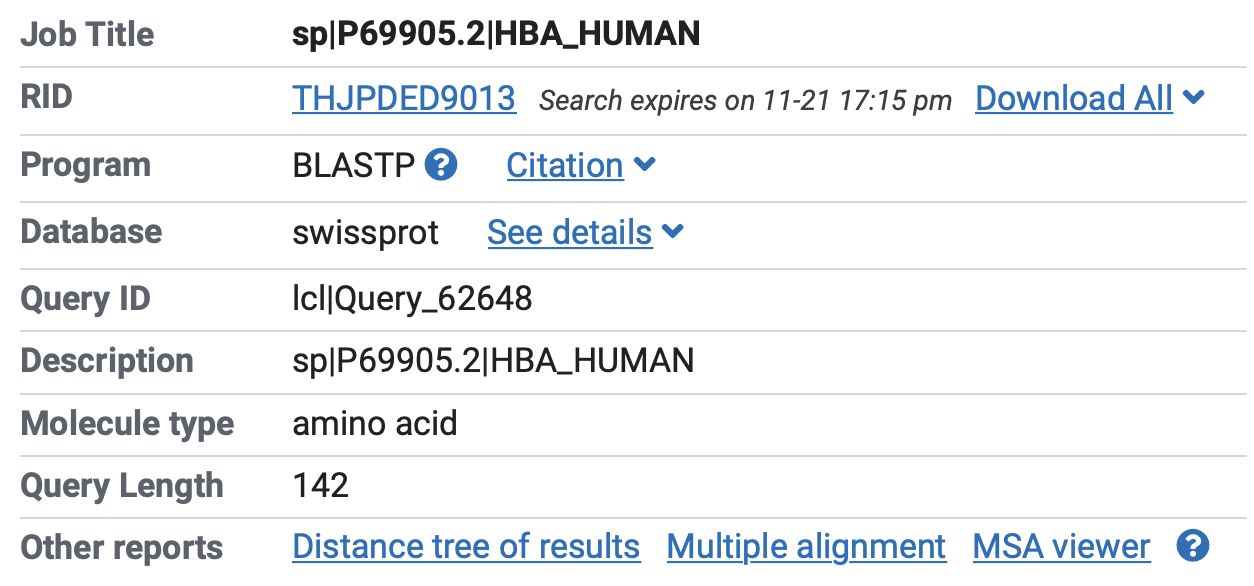 Job Title sp|P69905.2|HBA_HUMAN
RID THJPDED9013 Search expires on 11-21 17:15 pm Download All
Program BLASTP ? Citation
Database swissprot See details
Query ID lcl|Query_62648
Description sp|P69905.2|HBA_HUMAN
Molecule type amino acid
Query Length 142
Other reports Distance tree of results Multiple alignment MSA viewer ?